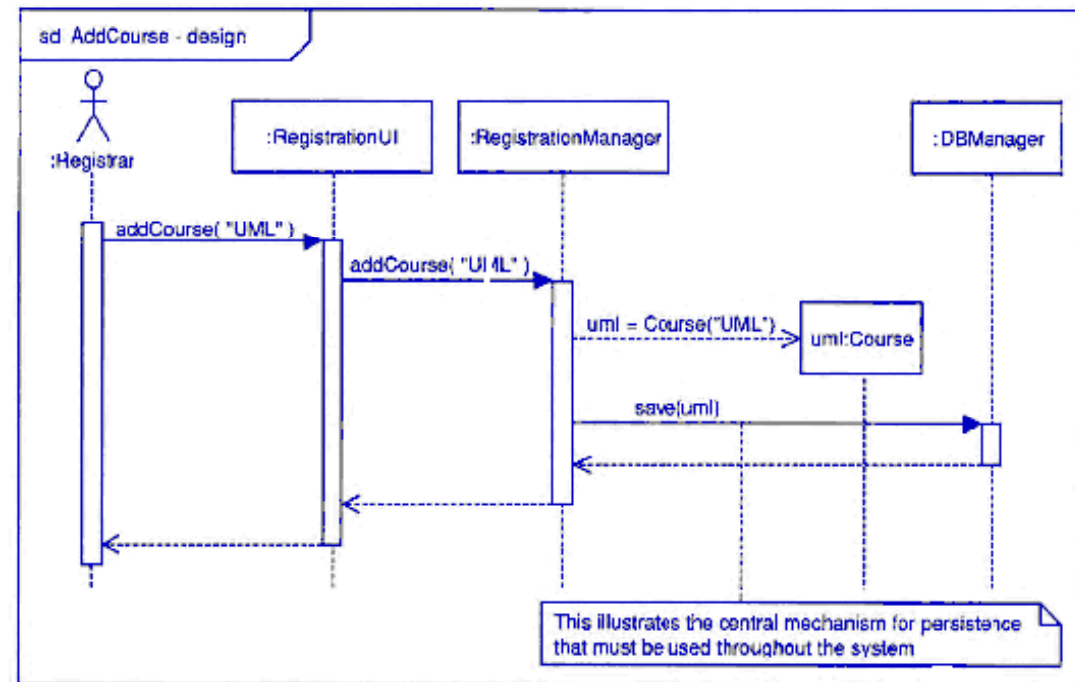 sd AddCourse - design
:Registrar
:RegistrationUI
:RegistrationManager
:DBManager
addCourse( "UML" )
addCourse( "UML" )
uml = Course("UML")
uml:Course
save(uml)
This illustrates the central mechanism for persistence
that must be used throughout the system